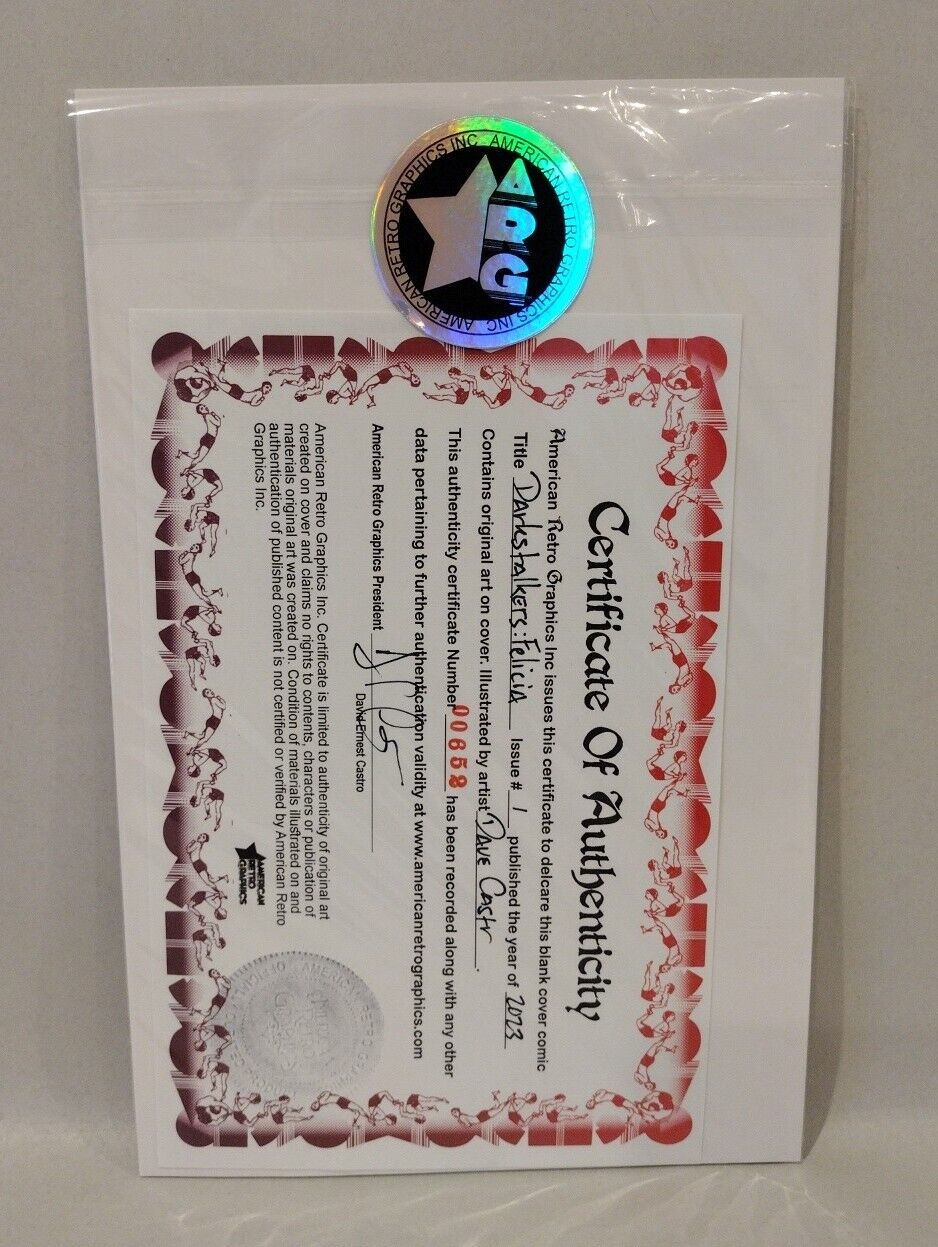 AMERICAN RETRO GRAPHICS INC. AMERICAN RETRO GRAPHICS INC.
ARG
Certificate Of Authenticity
American Retro Graphics Inc issues this certificate to delcare this blank cover comic
Title Darkstalkers: Felicia Issue # 1 published the year of 2023
Contains original art on cover. Illustrated by artist Dave Castr.
This authenticity certificate Number 00652 has been recorded along with any other
data pertaining to further authentication validity at www.americanretrographics.com
American Retro Graphics President
David Ernest Castro
American Retro Graphics Inc. Certificate is limited to authenticity of original art
created on cover and claims no rights to contents, characters or publication of
materials original art was created on. Condition of materials illustrated on and
authentication of published content is not certified or verified by American Retro
Graphics Inc.
AMERICAN
RETRO
GRAPHICS